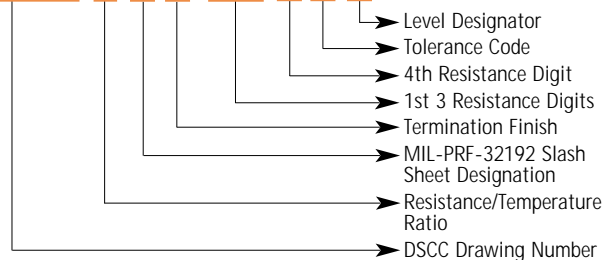 Level Designator
Tolerance Code
4th Resistance Digit
1st 3 Resistance Digits
Termination Finish
MIL-PRF-32192 Slash
Sheet Designation
Resistance/Temperature
Ratio
DSCC Drawing Number